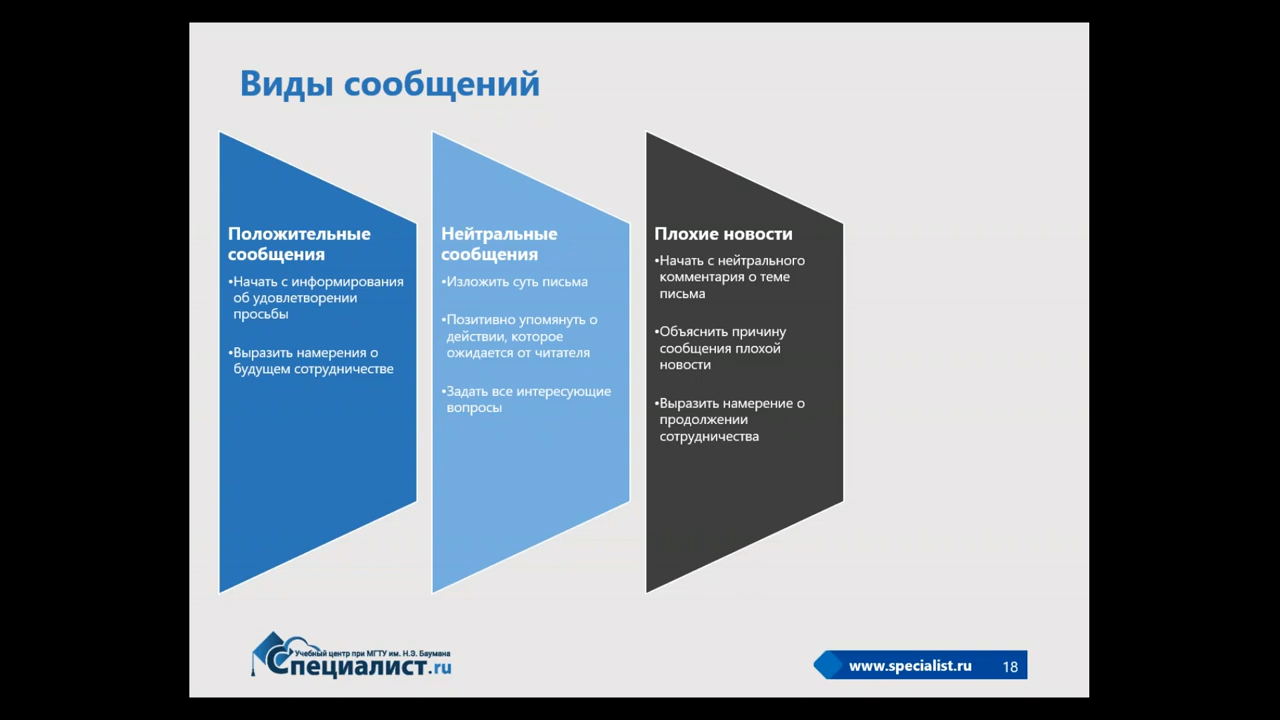 Виды сообщений
Положительные
сообщения
•Начать с информирования
об удовлетворении
просьбы
•Выразить намерения о
будущем сотрудничестве
Нейтральные
сообщения
•Изложить суть письма
•Позитивно упомянуть о
действии, которое
ожидается от читателя
•Задать все интересующие
вопросы
Плохие новости
•Начать с нейтрального
комментария о теме
письма
•Объяснить причину
сообщения плохой
новости
•Выразить намерение о
продолжении
сотрудничества
Учебный центр при МГТУ им. Н.Э. Баумана
Специалист.ru
www.specialist.ru
18